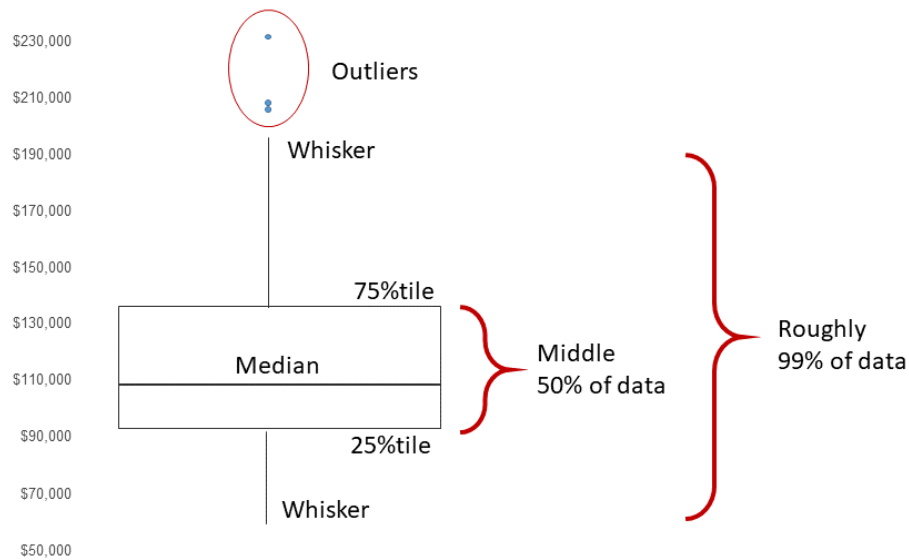 $230,000
Outliers
$210,000
$190,000
Whisker
$170,000
$150,000
75%tile
$130,000
Roughly
99% of data
Middle
50% of data
Median
$110,000
$90,000
25%tile
$70,000
Whisker
$50,000